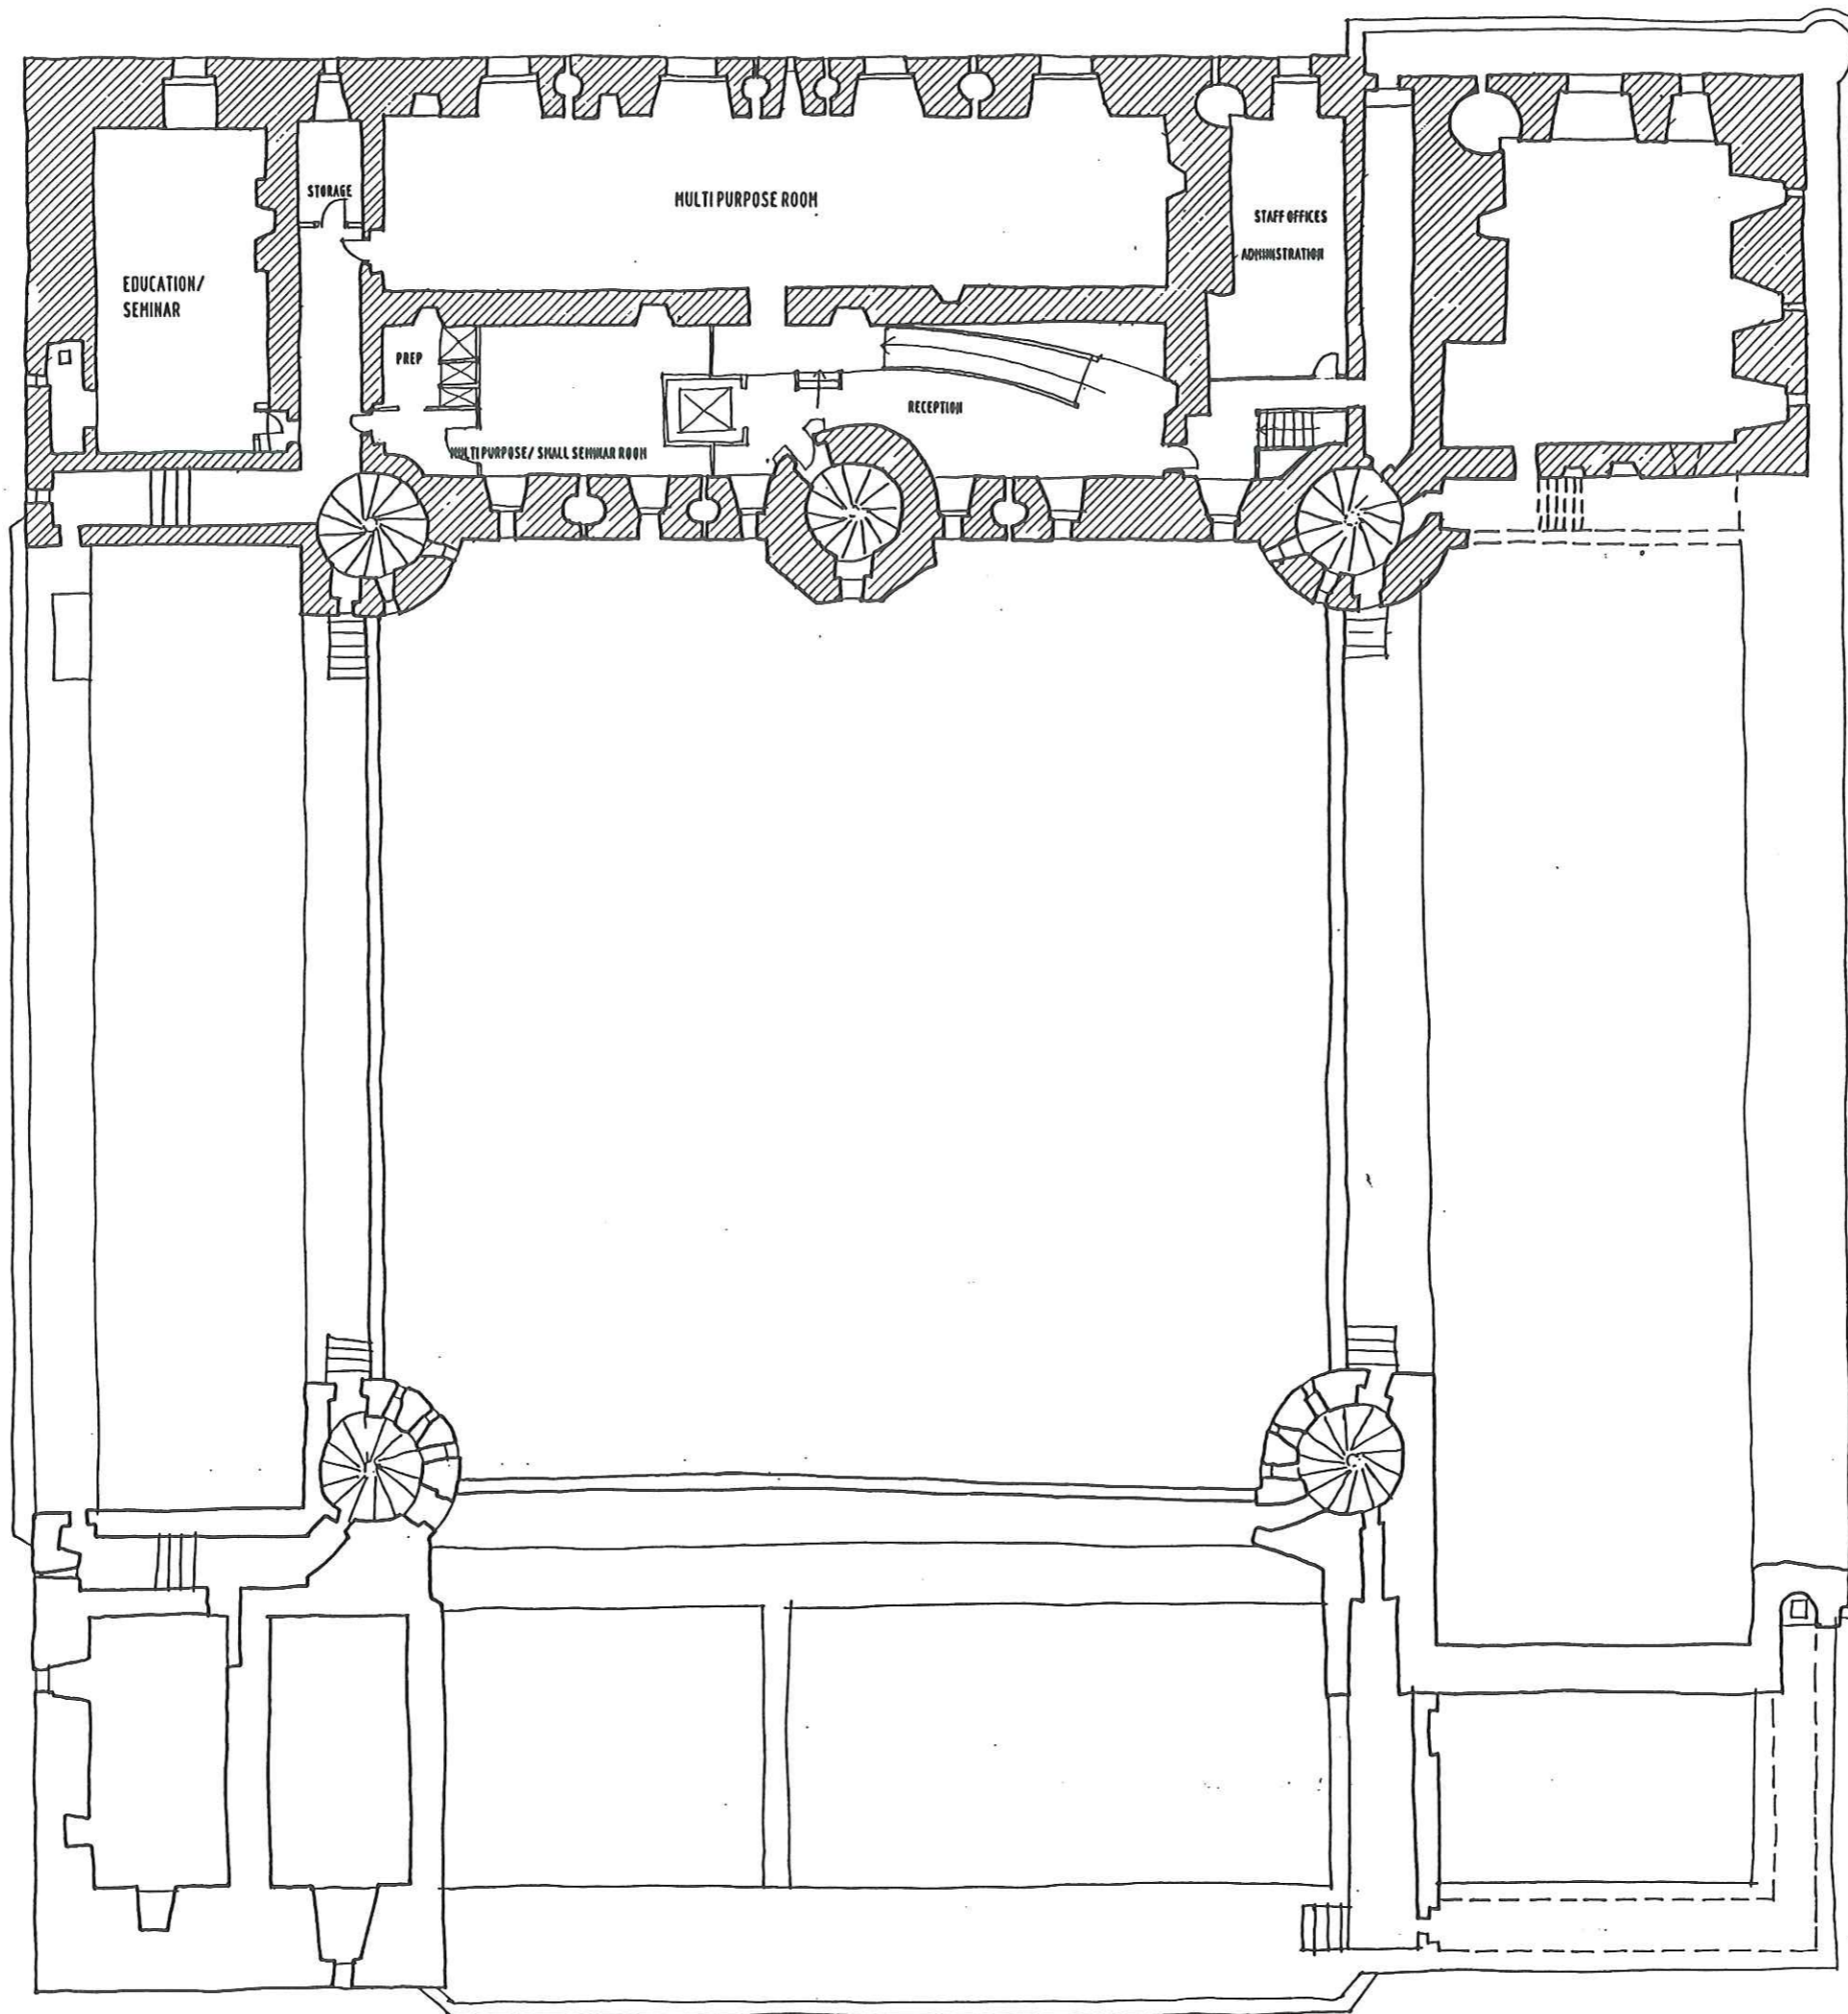 STORAGE
MULTI PURPOSE ROOM
STAFF OFFICES
ADMINISTRATION
EDUCATION/
SEMINAR
PREP
RECEPTION
MULTI PURPOSE/ SMALL SEMINAR ROOM